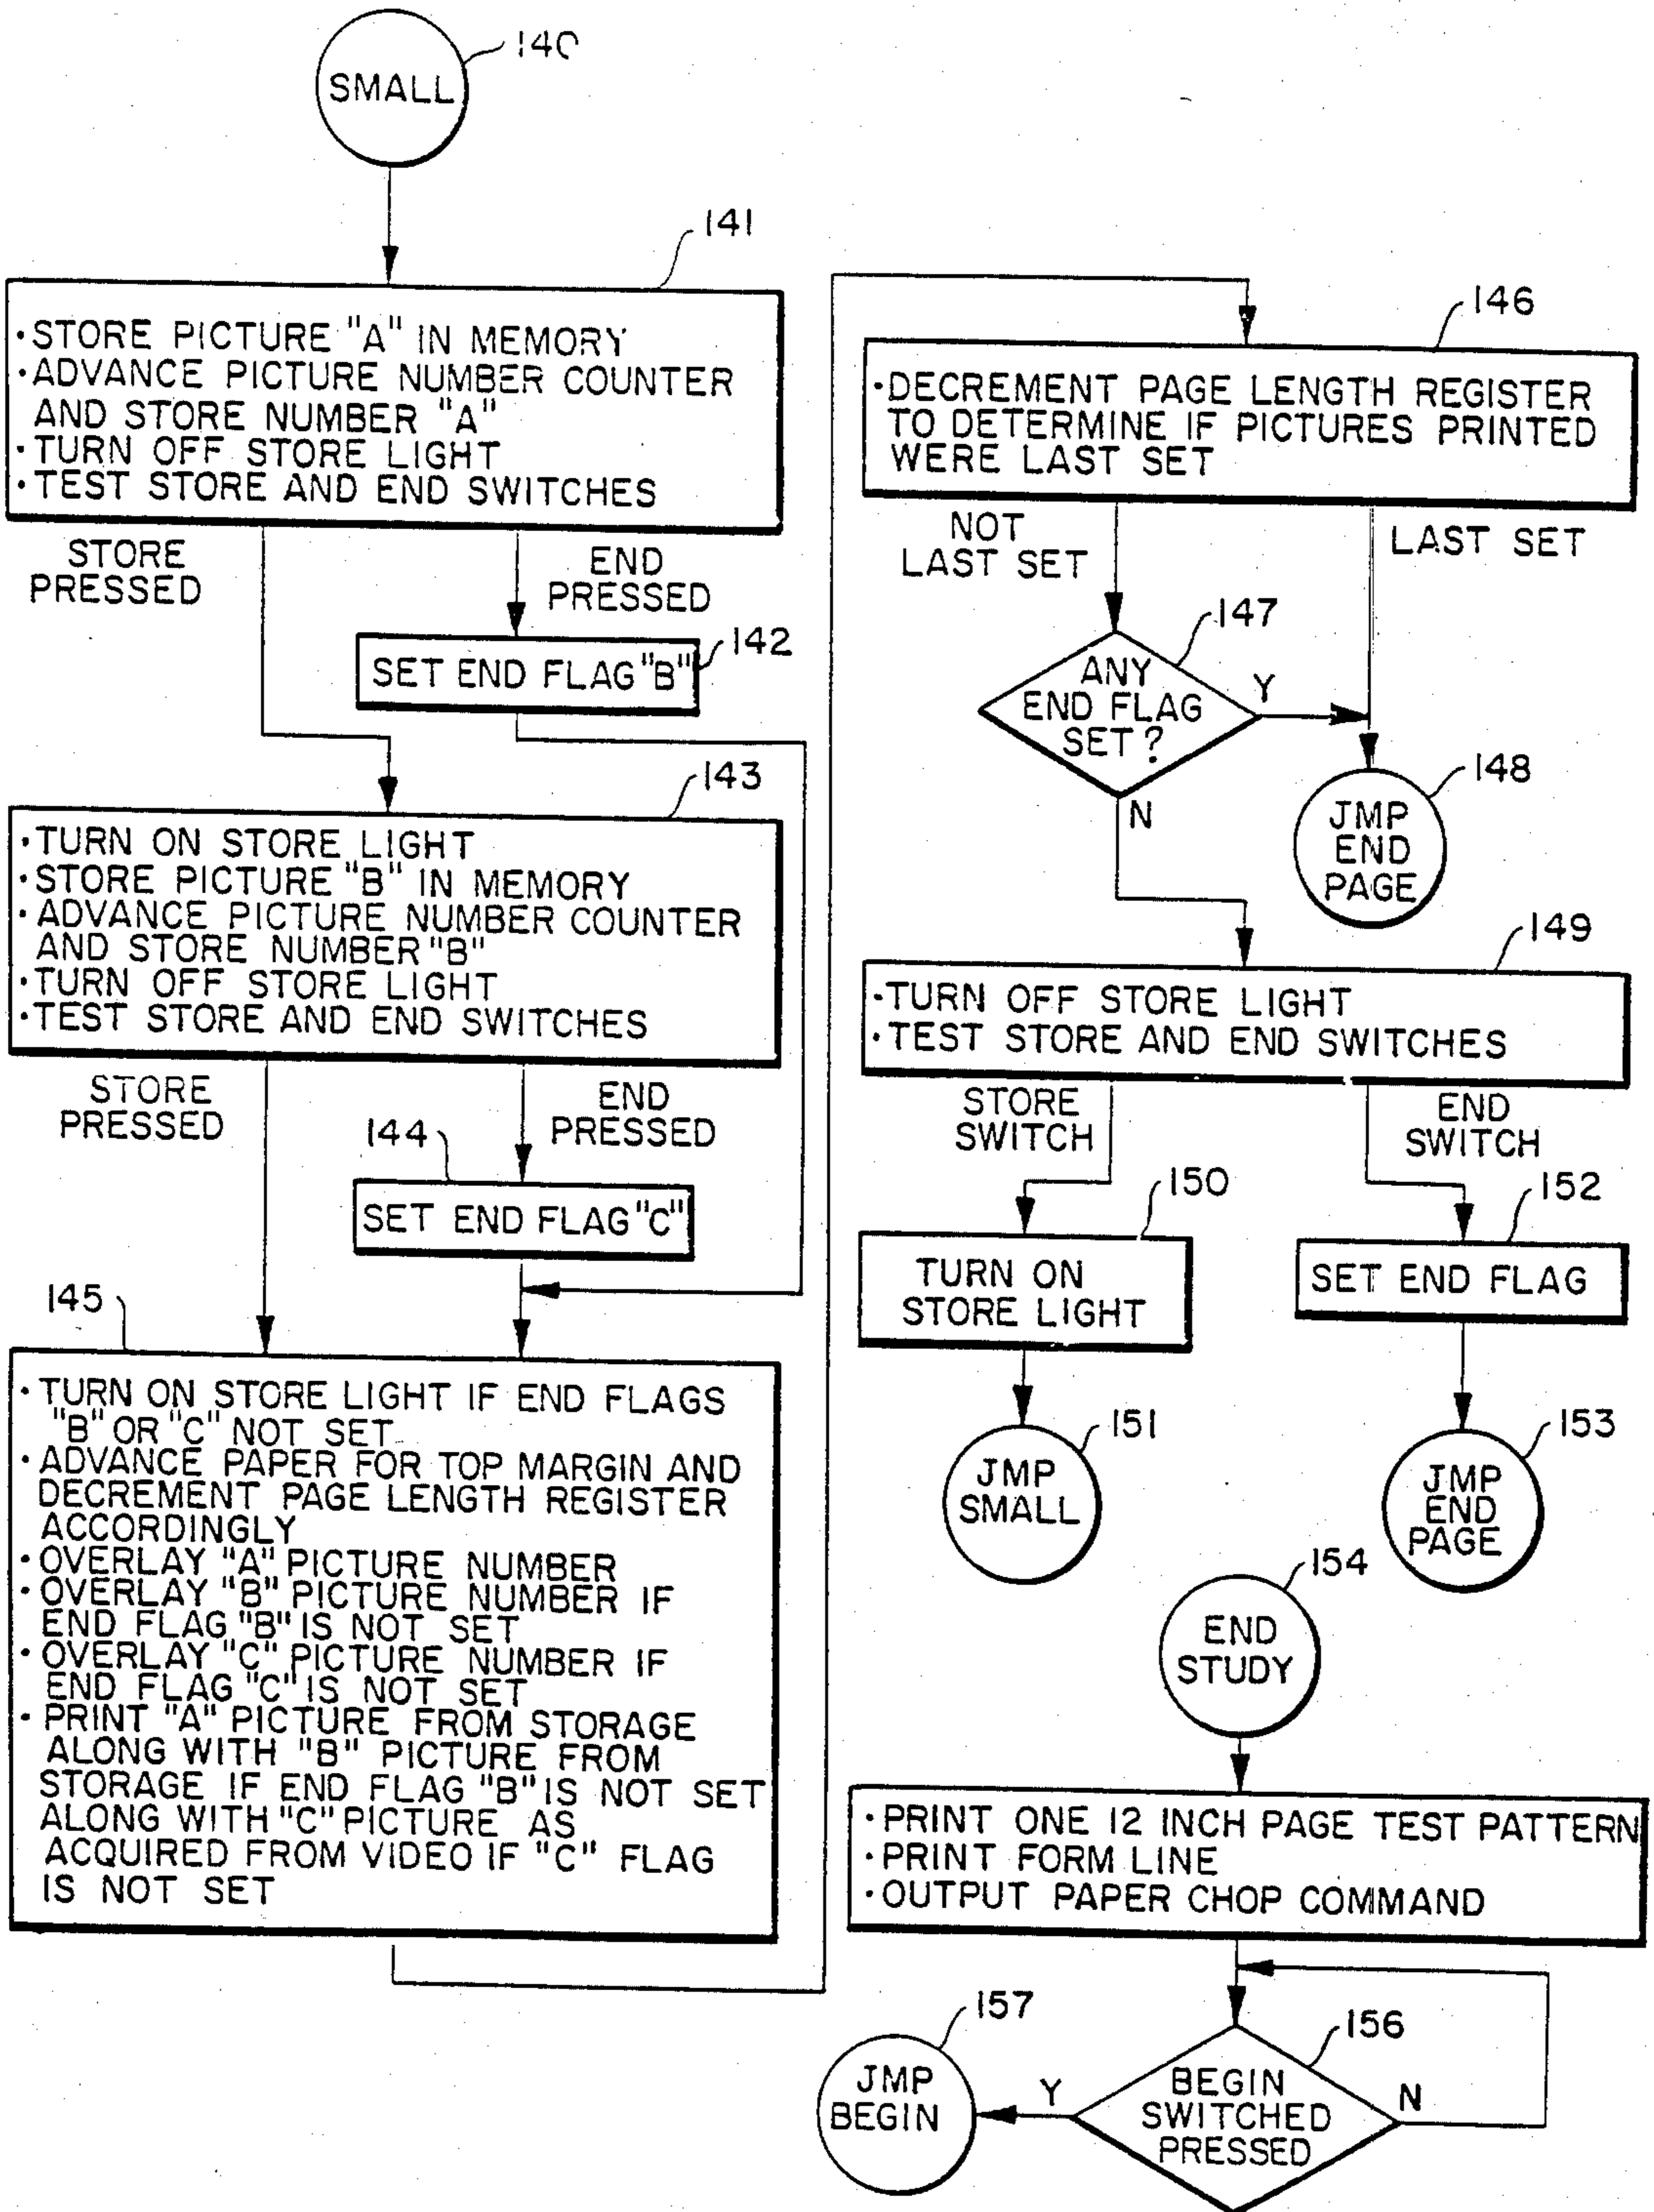 140
SMALL
141
·STORE PICTURE "A" IN MEMORY
·ADVANCE PICTURE NUMBER COUNTER
AND STORE NUMBER "A"
·TURN OFF STORE LIGHT
·TEST STORE AND END SWITCHES
STORE
PRESSED
END
PRESSED
142
SET END FLAG "B"
143
·TURN ON STORE LIGHT
·STORE PICTURE "B" IN MEMORY
·ADVANCE PICTURE NUMBER COUNTER
AND STORE NUMBER "B"
·TURN OFF STORE LIGHT
·TEST STORE AND END SWITCHES
STORE
PRESSED
END
PRESSED
144
SET END FLAG "C"
145
·TURN ON STORE LIGHT IF END FLAGS
"B" OR "C" NOT SET
·ADVANCE PAPER FOR TOP MARGIN AND
DECREMENT PAGE LENGTH REGISTER
ACCORDINGLY
·OVERLAY "A" PICTURE NUMBER
·OVERLAY "B" PICTURE NUMBER IF
END FLAG "B" IS NOT SET
·OVERLAY "C" PICTURE NUMBER IF
END FLAG "C" IS NOT SET
·PRINT "A" PICTURE FROM STORAGE
ALONG WITH "B" PICTURE FROM
STORAGE IF END FLAG "B" IS NOT SET
ALONG WITH "C" PICTURE AS
ACQUIRED FROM VIDEO IF "C" FLAG
IS NOT SET
146
·DECREMENT PAGE LENGTH REGISTER
TO DETERMINE IF PICTURES PRINTED
WERE LAST SET
NOT
LAST SET
LAST SET
147
ANY
END FLAG
SET?
Y
N
148
JMP
END
PAGE
149
·TURN OFF STORE LIGHT
·TEST STORE AND END SWITCHES
STORE
SWITCH
END
SWITCH
150
TURN ON
STORE LIGHT
152
SET END FLAG
151
JMP
SMALL
153
JMP
END
PAGE
154
END
STUDY
·PRINT ONE 12 INCH PAGE TEST PATTERN
·PRINT FORM LINE
·OUTPUT PAPER CHOP COMMAND
157
JMP
BEGIN
Y
156
BEGIN
SWITCHED
PRESSED
N